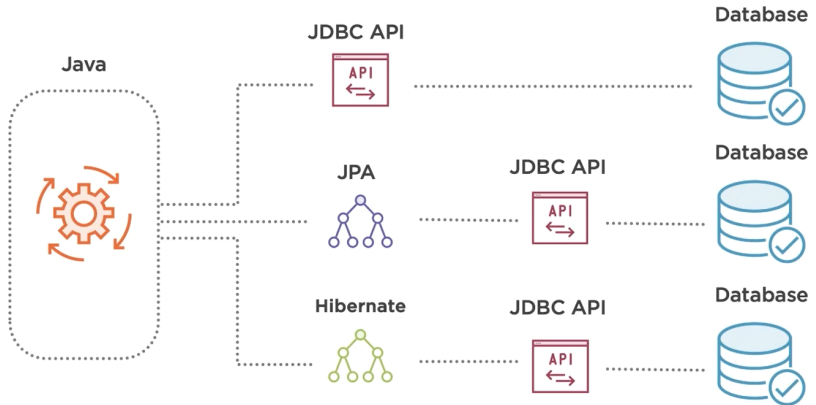 Database
JDBC API
Java
API
Database
JPA
JDBC API
API
Database
Hibernate
JDBC API
API